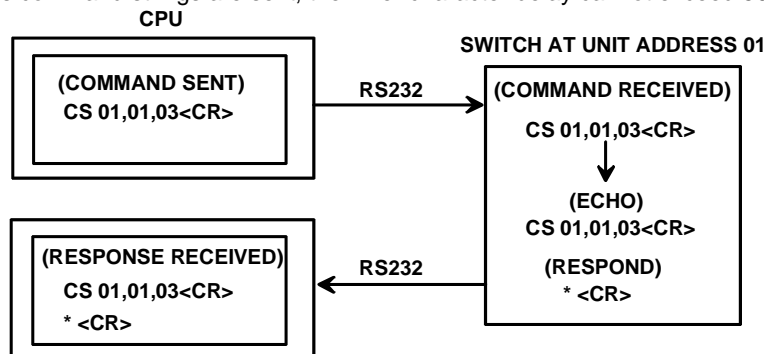 CPU
SWITCH AT UNIT ADDRESS 01
(COMMAND SENT)
CS 01,01,03<CR>
RS232
(COMMAND RECEIVED)
CS 01,01,03<CR>
(ECHO)
CS 01,01,03<CR>
(RESPOND)
* <CR>
RS232
(RESPONSE RECEIVED)
CS 01,01,03<CR>
* <CR>